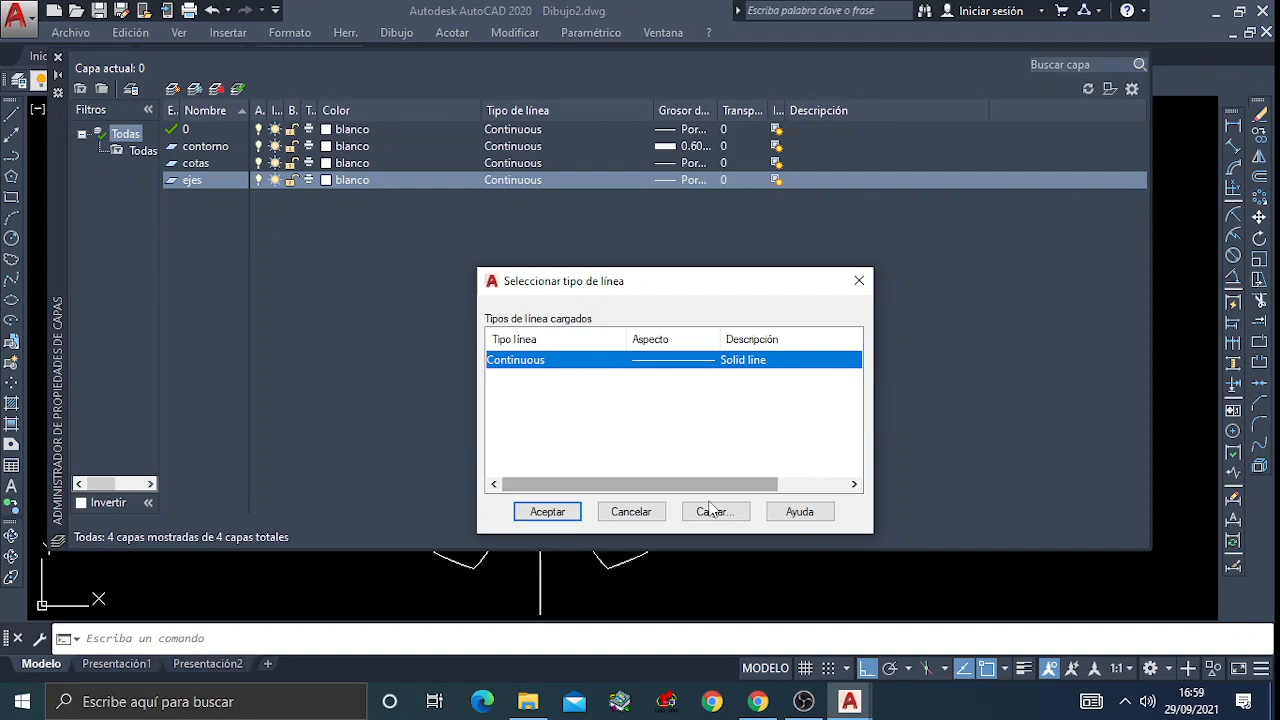 Autodesk AutoCAD 2020 Dibujo2.dwg
Escriba palabra clave o frase
Iniciar sesión
Archivo Edición Ver Insertar Formato Herr. Dibujo Acotar Modificar Paramétrico Ventana ?
Inic
Capa actual: 0
Buscar capa
Filtros
E.. Nombre A. I.. B. T. Color Tipo de línea Grosor d... Transp... I.. Descripción
Todas
0 blanco Continuous Por... 0
Todas
contorno blanco Continuous 0.60... 0
cotas blanco Continuous Por... 0
ejes blanco Continuous Por... 0
Seleccionar tipo de línea
Tipos de línea cargados
Tipo línea Aspecto Descripción
Continuous Solid line
Aceptar Cancelar Ayuda
Invertir
ADMINISTRADOR DE PROPIEDADES DE CAPAS
Todas: 4 capas mostradas de 4 capas totales
X
Escriba un comando
Modelo Presentación1 Presentación2 +
MODELO 1:1
Escribe aquí para buscar
16:59
29/09/2021